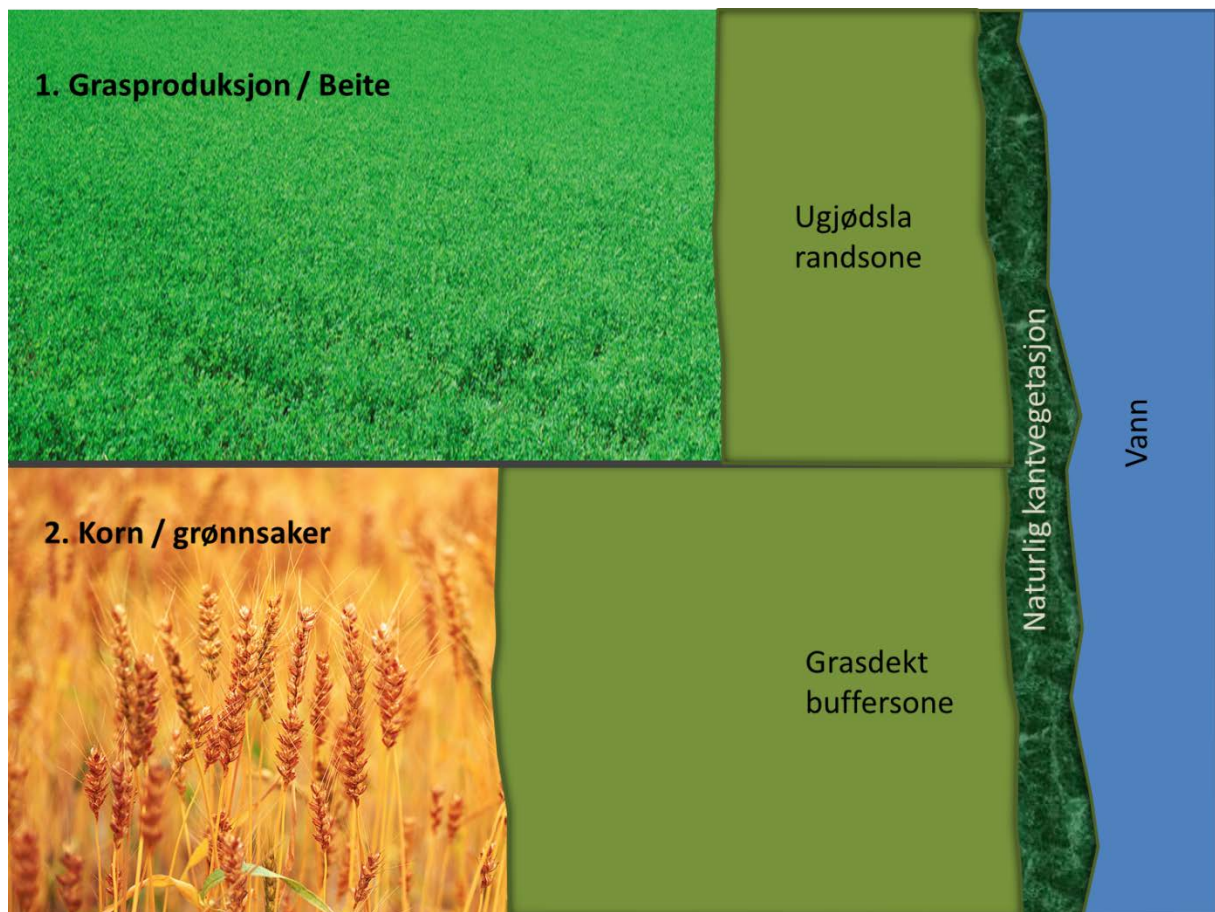 1. Grasproduksjon / Beite
Ugjødsla
randsone
Naturlig kantvegetasjon
Vann
2. Korn / grønnsaker
Grasdekt
buffersone